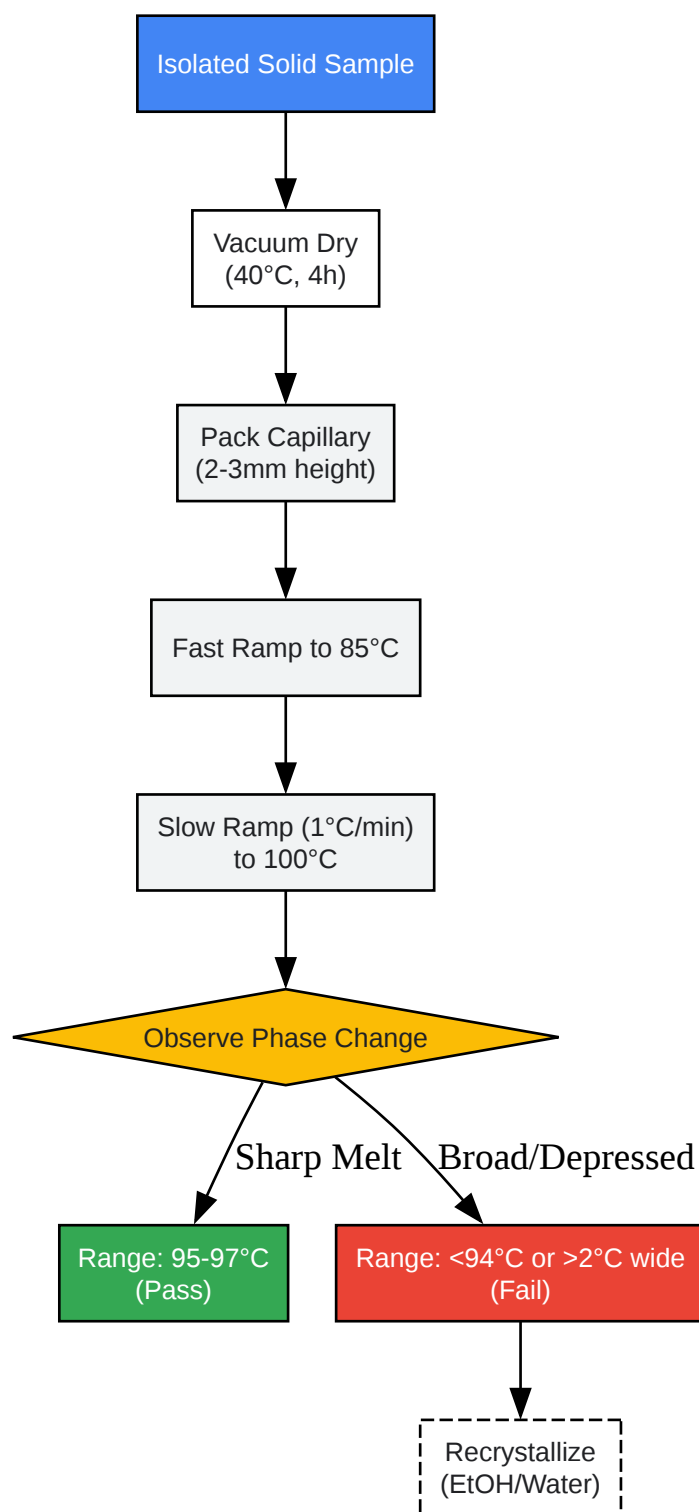 Isolated Solid Sample
Vacuum Dry
(40°C, 4h)
Pack Capillary
(2-3mm height)
Fast Ramp to 85°C
Slow Ramp (1°C/min)
to 100°C
Observe Phase Change
Sharp Melt
Broad/Depressed
Range: 95-97°C
(Pass)
Range: <94°C or >2°C wide
(Fail)
Recrystallize
(EtOH/Water)